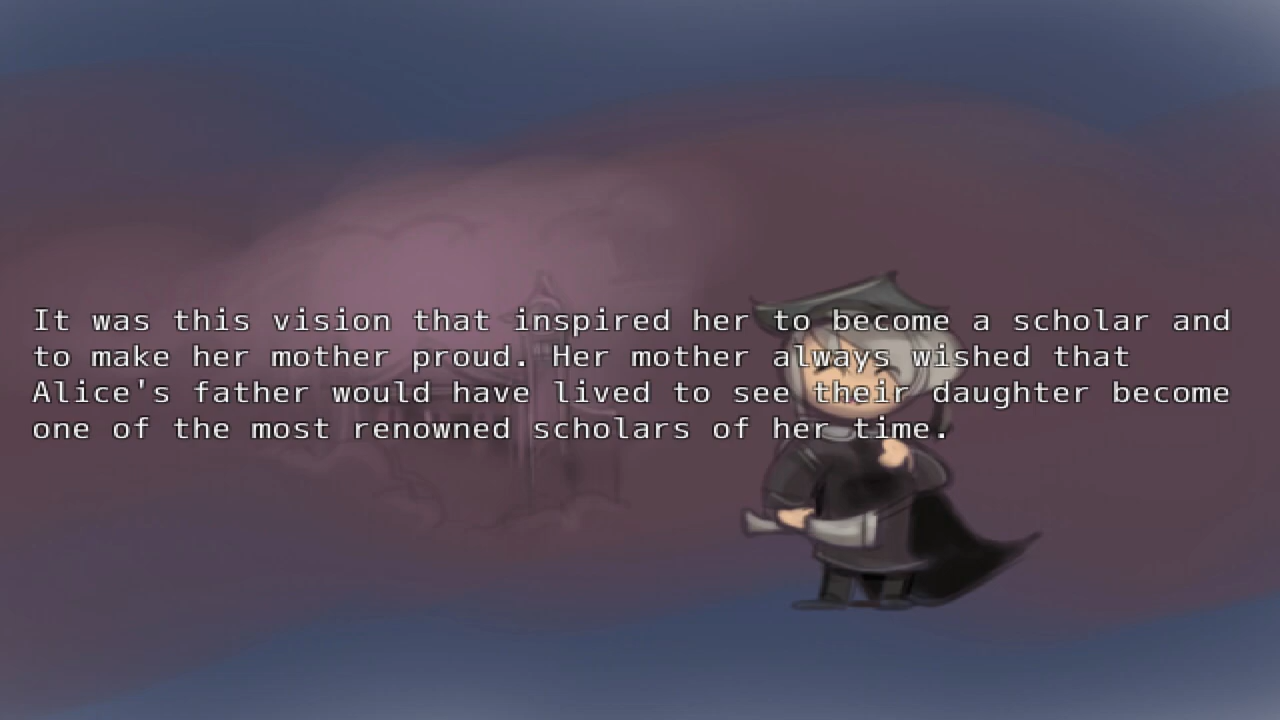 It was this vision that inspired her to become a scholar and
to make her mother proud. Her mother always wished that
Alice's father would have lived to see their daughter become
one of the most renowned scholars of her time.